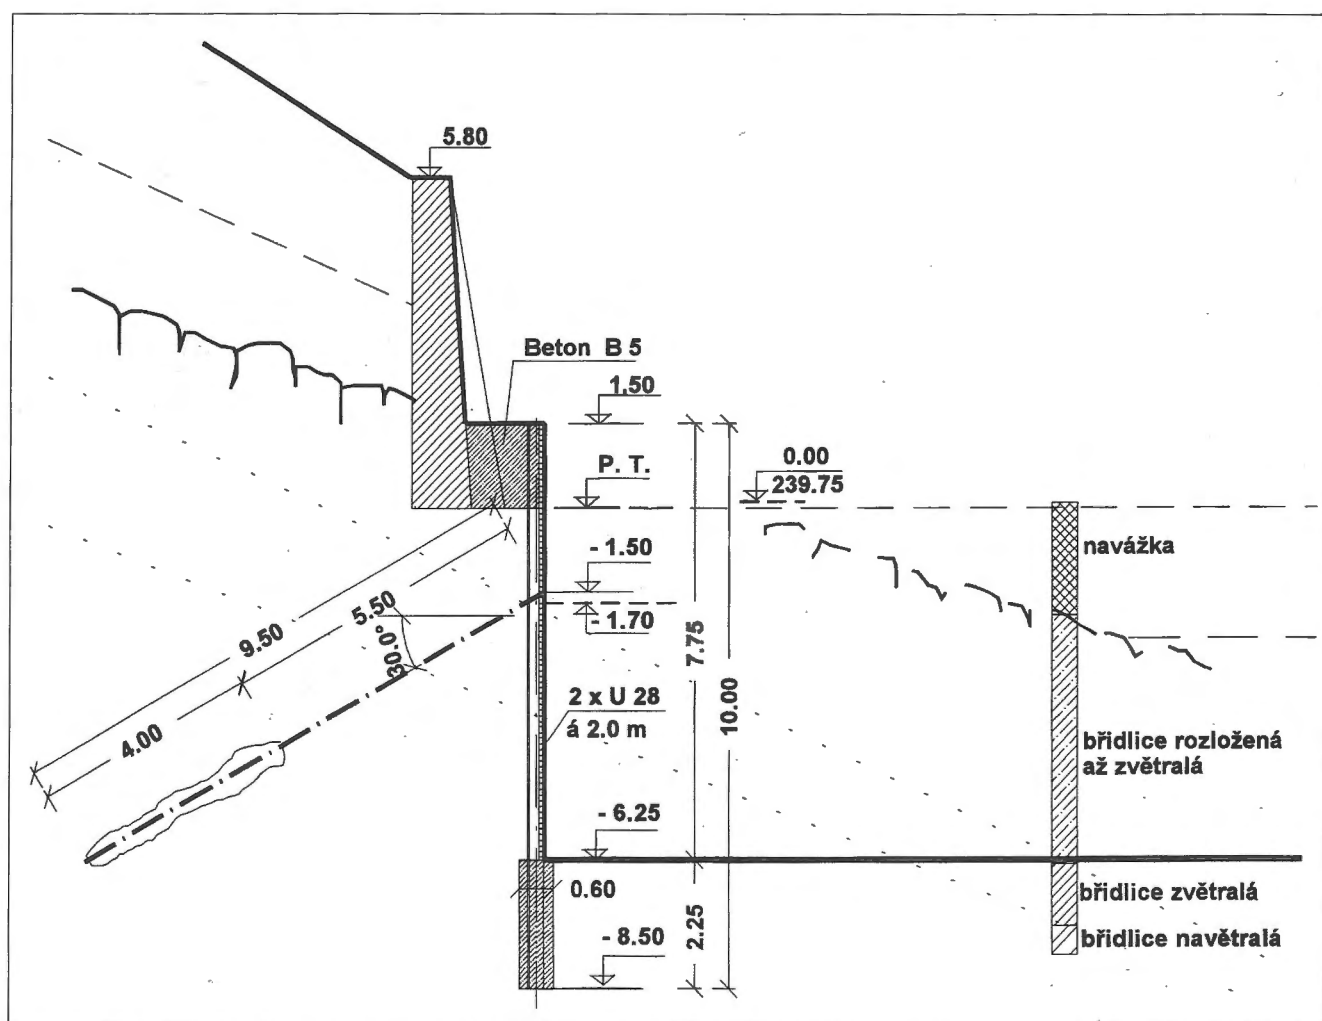 5.80
Beton B 5
1.50
P. T.
0.00
239.75
navážka
- 1.50
- 1.70
5.50
9.50
30.0°
4.00
7.75
10.00
2 x U 28
á 2.0 m
břidlice rozložená
až zvětralá
- 6.25
0.60
břidlice zvětralá
2.25
- 8.50
břidlice navětralá